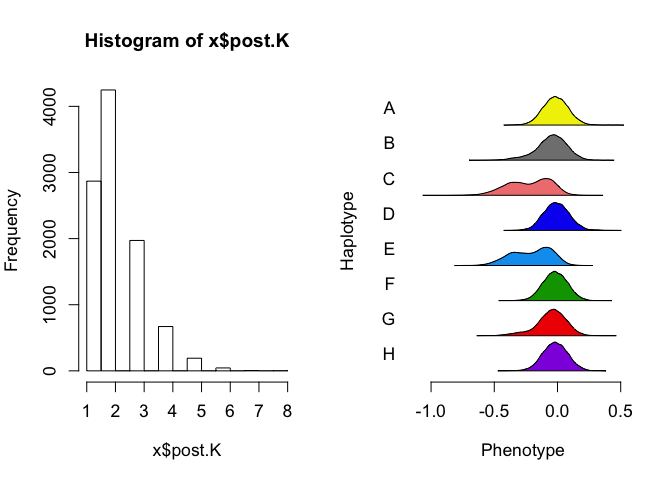 Histogram of x$post.K
Frequency
0
1000
2000
3000
4000
1 2 3 4 5 6 7 8
x$post.K
Haplotype
A
B
C
D
E
F
G
H
-1.0 -0.5 0.0 0.5
Phenotype